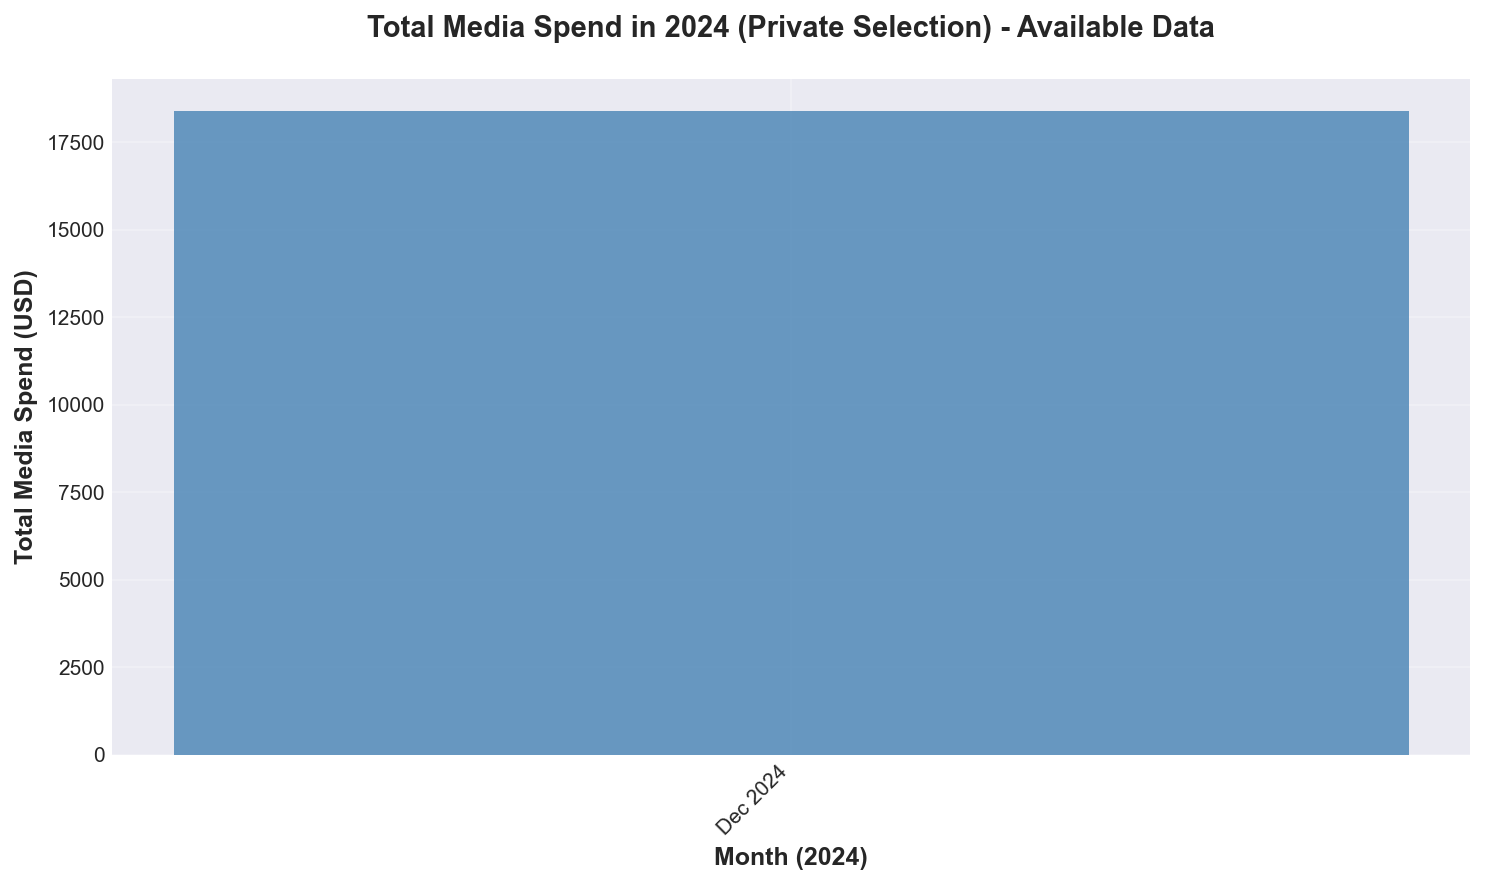 Total Media Spend in 2024 (Private Selection) - Available Data
Total Media Spend (USD)
17500
15000
12500
10000
7500
5000
2500
0
Dec 2024
Month (2024)